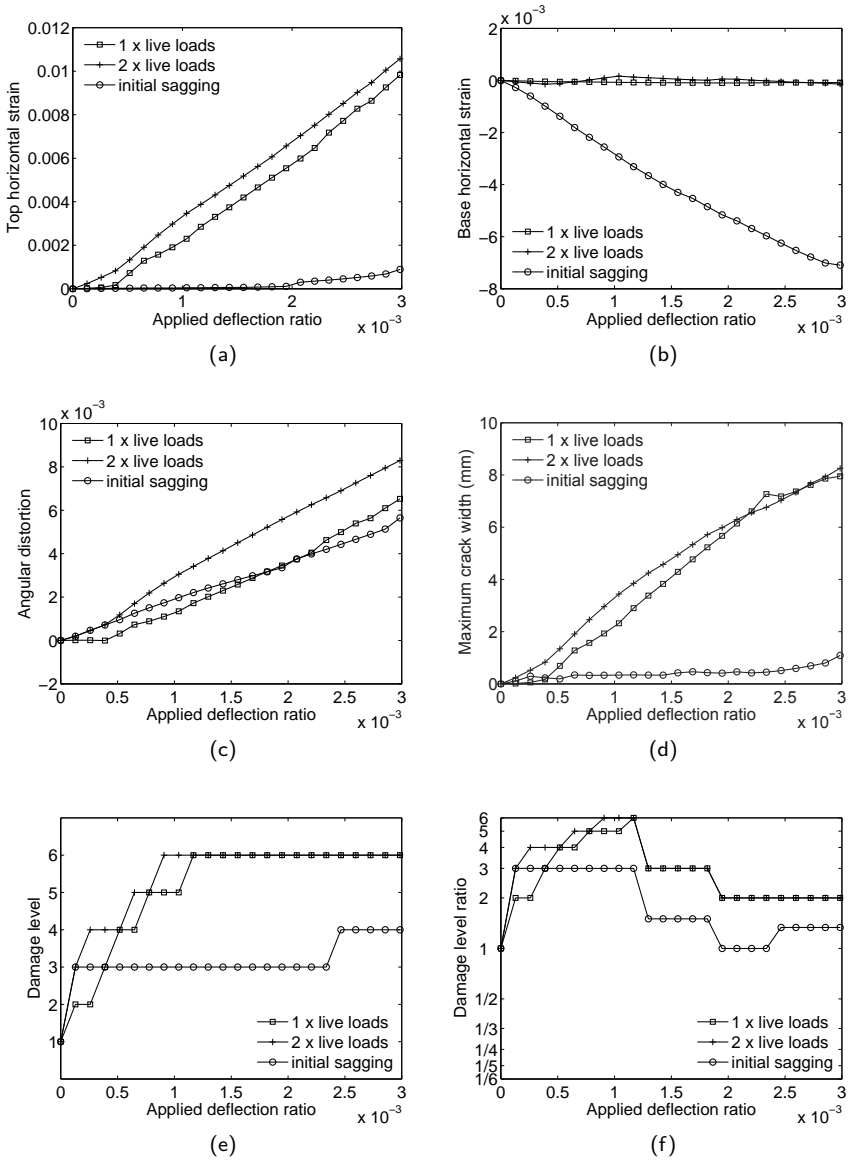 0.012
0.01
0.008
0.006
0.004
0.002
0
Top horizontal strain
1 x live loads
2 x live loads
initial sagging
0 1 2 3
Applied deflection ratio
x 10⁻³
(a)
x 10⁻³
2
0
−2
−4
−6
−8
Base horizontal strain
1 x live loads
2 x live loads
initial sagging
0 0.5 1 1.5 2 2.5 3
Applied deflection ratio
x 10⁻³
(b)
x 10⁻³
10
8
6
4
2
0
−2
Angular distortion
1 x live loads
2 x live loads
initial sagging
0 0.5 1 1.5 2 2.5 3
Applied deflection ratio
x 10⁻³
(c)
10
8
6
4
2
0
Maximum crack width (mm)
1 x live loads
2 x live loads
initial sagging
0 0.5 1 1.5 2 2.5 3
Applied deflection ratio
x 10⁻³
(d)
6
5
4
3
2
1
Damage level
1 x live loads
2 x live loads
initial sagging
0 0.5 1 1.5 2 2.5 3
Applied deflection ratio
x 10⁻³
(e)
6
5
4
3
2
1
1/2
1/3
1/4
1/5
1/6
Damage level ratio
1 x live loads
2 x live loads
initial sagging
0 0.5 1 1.5 2 2.5 3
Applied deflection ratio
x 10⁻³
(f)